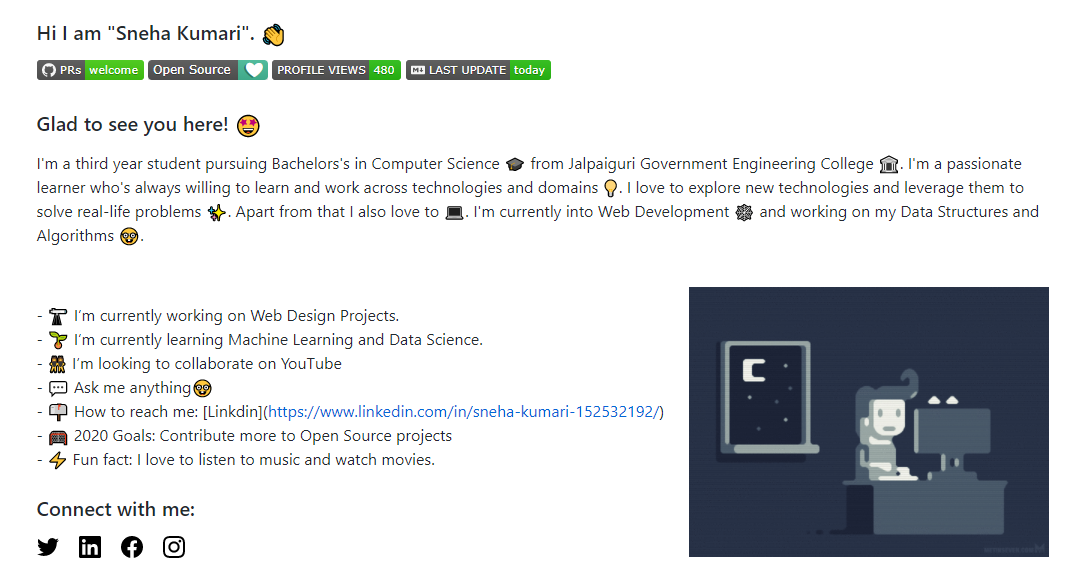 Hi I am "Sneha Kumari". 👋
PRs welcome Open Source PROFILE VIEWS 480 LAST UPDATE today
Glad to see you here! 🤩
I'm a third year student pursuing Bachelors's in Computer Science 🎓 from Jalpaiguri Government Engineering College 🏛️. I'm a passionate
learner who's always willing to learn and work across technologies and domains 💡. I love to explore new technologies and leverage them to
solve real-life problems ✨. Apart from that I also love to 💻. I'm currently into Web Development 🕸️ and working on my Data Structures and
Algorithms 🤓.
- 🔭 I’m currently working on Web Design Projects.
- 🌱 I’m currently learning Machine Learning and Data Science.
- 👯 I’m looking to collaborate on YouTube
- 💬 Ask me anything🤓
- 📫 How to reach me: [Linkdin](https://www.linkedin.com/in/sneha-kumari-152532192/)
- 🥅 2020 Goals: Contribute more to Open Source projects
- ⚡ Fun fact: I love to listen to music and watch movies.
Connect with me: